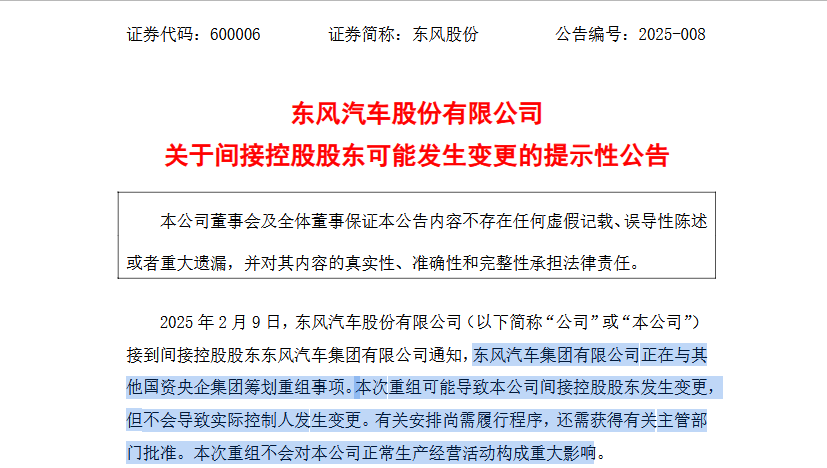 证券代码：600006 证券简称：东风股份 公告编号：2025-008
东风汽车股份有限公司
关于间接控股股东可能发生变更的提示性公告
本公司董事会及全体董事保证本公告内容不存在任何虚假记载、误导性陈述
或者重大遗漏，并对其内容的真实性、准确性和完整性承担法律责任。
2025 年 2 月 9 日，东风汽车股份有限公司（以下简称“公司”或“本公司”）
接到间接控股股东东风汽车集团有限公司通知，东风汽车集团有限公司正在与其
他国资央企集团筹划重组事项。本次重组可能导致本公司间接控股股东发生变更，
但不会导致实际控制人发生变更。有关安排尚需履行程序，还需获得有关主管部
门批准。本次重组不会对本公司正常生产经营活动构成重大影响。